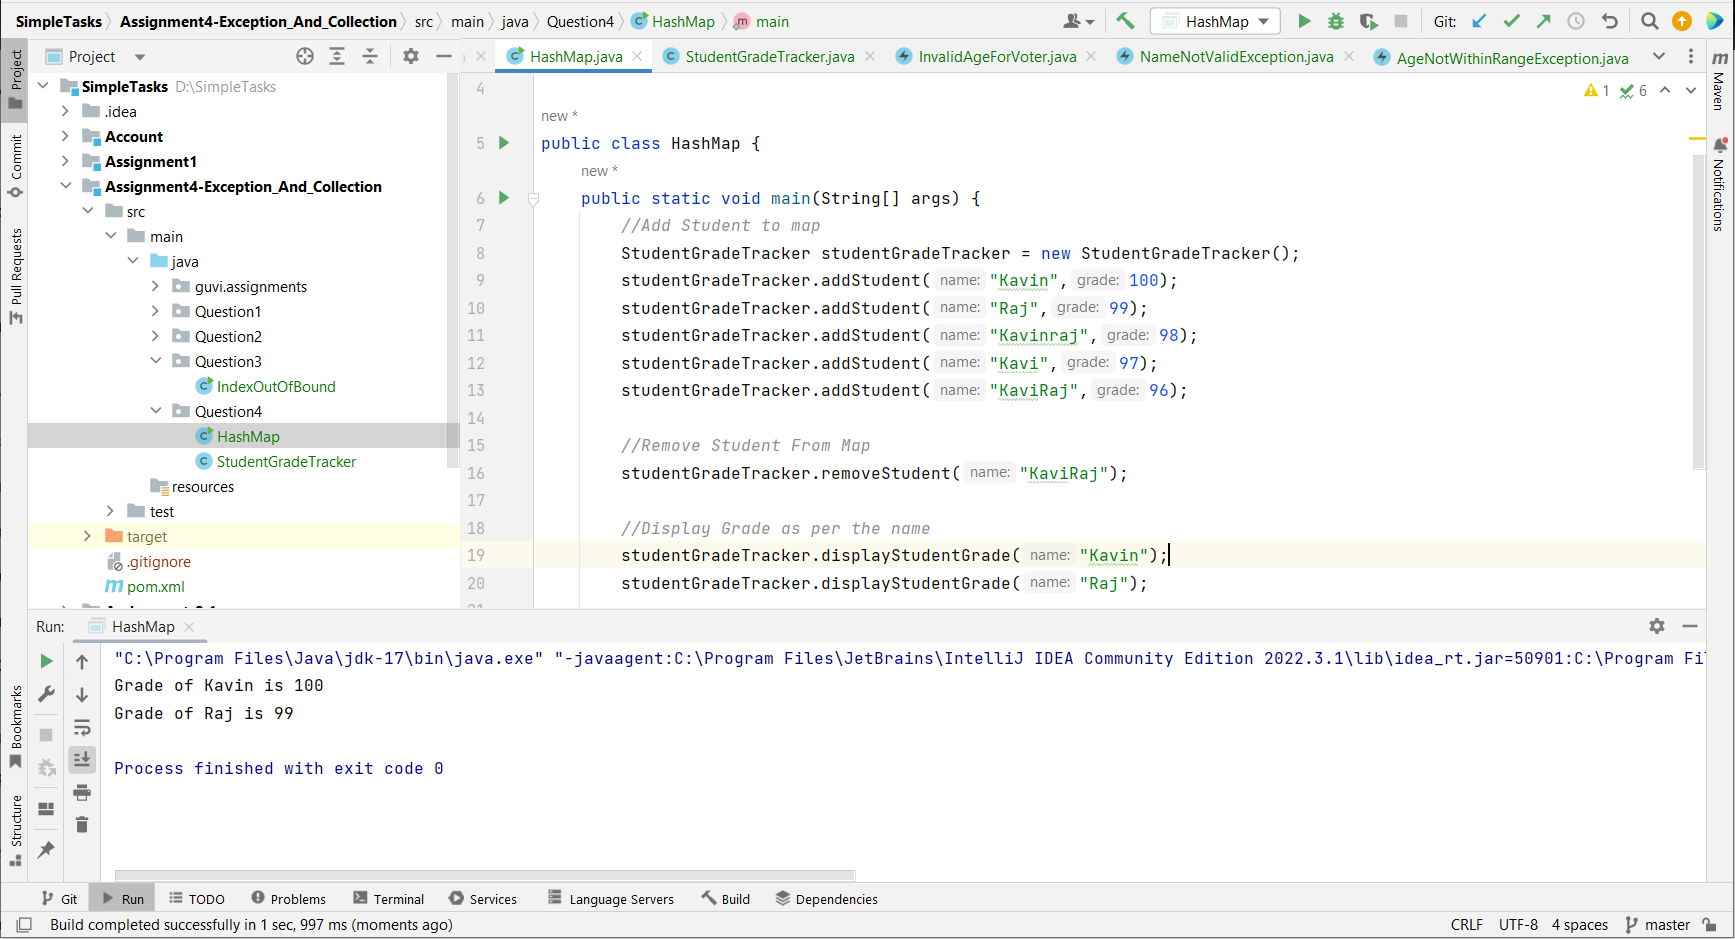 SimpleTasks Assignment4-Exception_And_Collection src main java Question4 HashMap main HashMap Git:
Project HashMap.java StudentGradeTracker.java InvalidAgeForVoter.java NameNotValidException.java AgeNotWithinRangeException.java
Project
Commit
Pull Requests
Bookmarks
Structure
SimpleTasks D:\SimpleTasks
.idea
Account
Assignment1
Assignment4-Exception_And_Collection
src
main
java
guvi.assignments
Question1
Question2
Question3
IndexOutOfBound
Question4
HashMap
StudentGradeTracker
resources
test
target
.gitignore
pom.xml
1 6
4
new *
5 public class HashMap {
new *
6 public static void main(String[] args) {
7 //Add Student to map
8 StudentGradeTracker studentGradeTracker = new StudentGradeTracker();
9 studentGradeTracker.addStudent( name: "Kavin", grade: 100);
10 studentGradeTracker.addStudent( name: "Raj", grade: 99);
11 studentGradeTracker.addStudent( name: "Kavinraj", grade: 98);
12 studentGradeTracker.addStudent( name: "Kavi", grade: 97);
13 studentGradeTracker.addStudent( name: "KaviRaj", grade: 96);
14
15 //Remove Student From Map
16 studentGradeTracker.removeStudent( name: "KaviRaj");
17
18 //Display Grade as per the name
19 studentGradeTracker.displayStudentGrade( name: "Kavin");
20 studentGradeTracker.displayStudentGrade( name: "Raj");
m
Maven
Notifications
Run: HashMap
"C:\Program Files\Java\jdk-17\bin\java.exe" "-javaagent:C:\Program Files\JetBrains\IntelliJ IDEA Community Edition 2022.3.1\lib\idea_rt.jar=50901:C:\Program Fi
Grade of Kavin is 100
Grade of Raj is 99
Process finished with exit code 0
Git Run TODO Problems Terminal Services Language Servers Build Dependencies
Build completed successfully in 1 sec, 997 ms (moments ago) CRLF UTF-8 4 spaces master